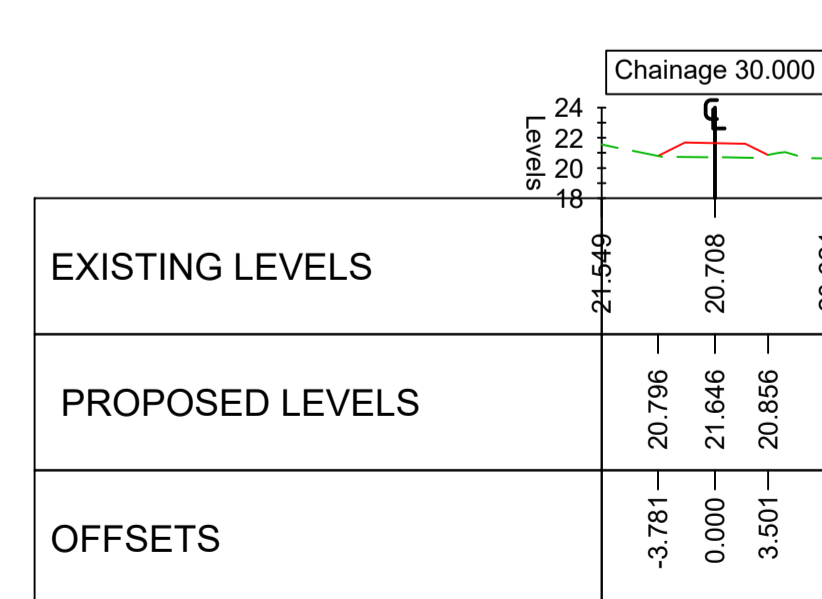 Chainage 30.000
24
22
20
18
Levels
CL
EXISTING LEVELS
21.549
20.708
PROPOSED LEVELS
20.796
21.646
20.856
OFFSETS
-3.781
0.000
3.501